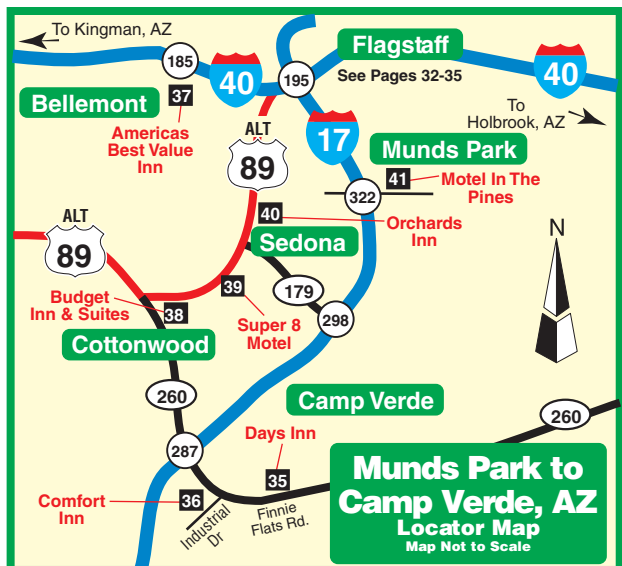 To Kingman, AZ
185
40
195
Flagstaff
See Pages 32-35
40
Bellemont
37
Americas
Best Value
Inn
ALT
89
17
To
Holbrook, AZ
Munds Park
41
Motel In The
Pines
322
ALT
89
40
Orchards
Inn
Sedona
N
Budget
Inn & Suites
38
39
Super 8
Motel
179
298
Cottonwood
260
Camp Verde
260
287
Days Inn
35
Comfort
Inn
36
Industrial
Dr
Finnie
Flats Rd.
Munds Park to
Camp Verde, AZ
Locator Map
Map Not to Scale